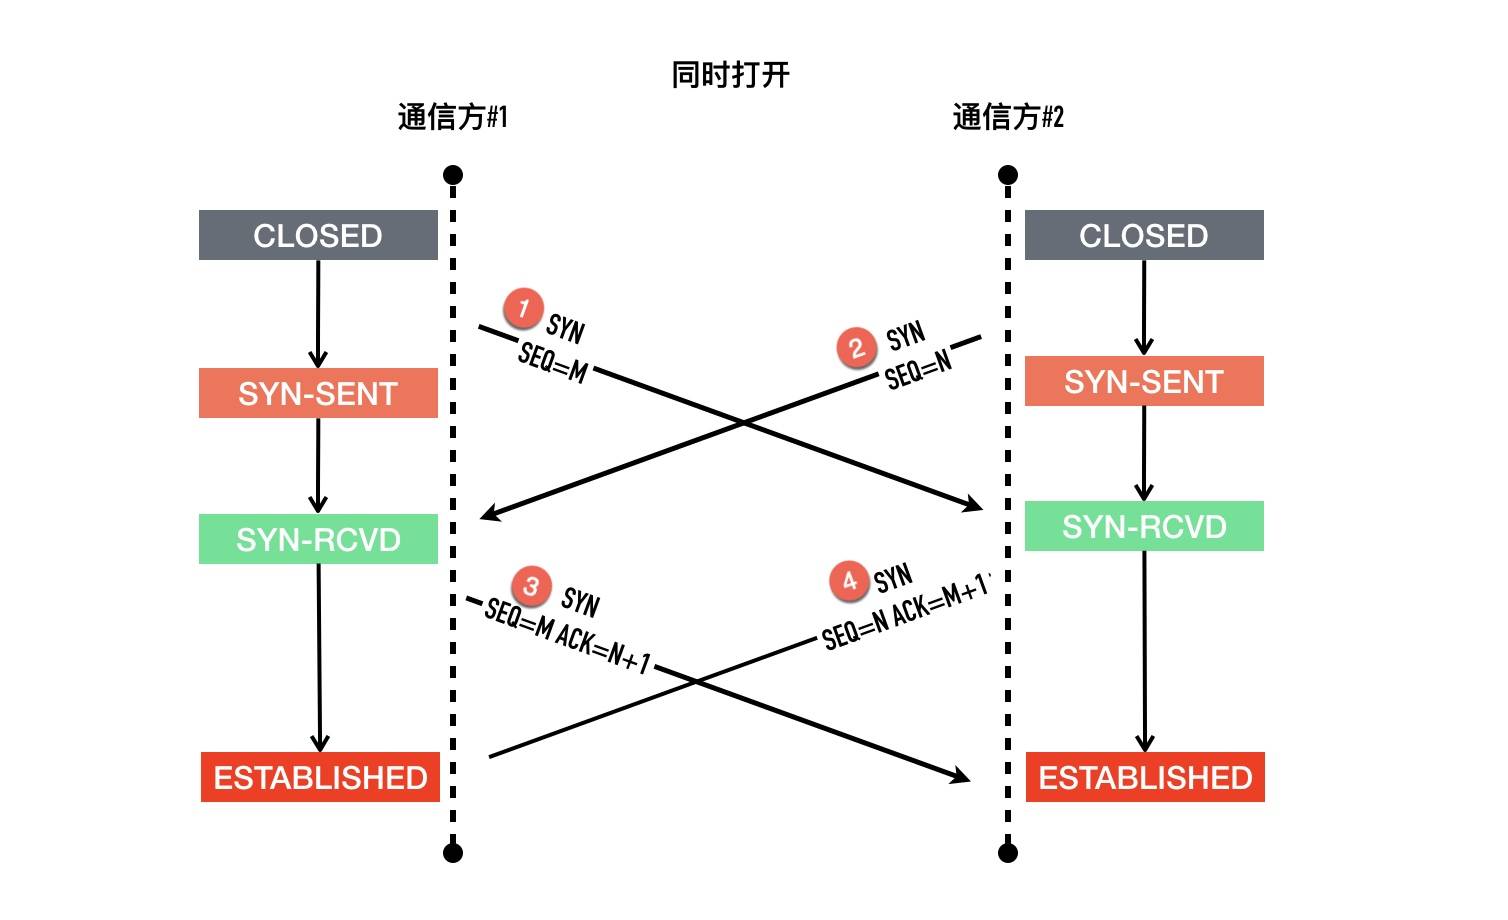 同时打开
通信方#1
通信方#2
CLOSED
CLOSED
1
SYN
SEQ=M
2
SYN
SEQ=N
SYN-SENT
SYN-SENT
SYN-RCVD
SYN-RCVD
3
SYN
SEQ=M ACK=N+1
4
SYN
SEQ=N ACK=M+1
ESTABLISHED
ESTABLISHED